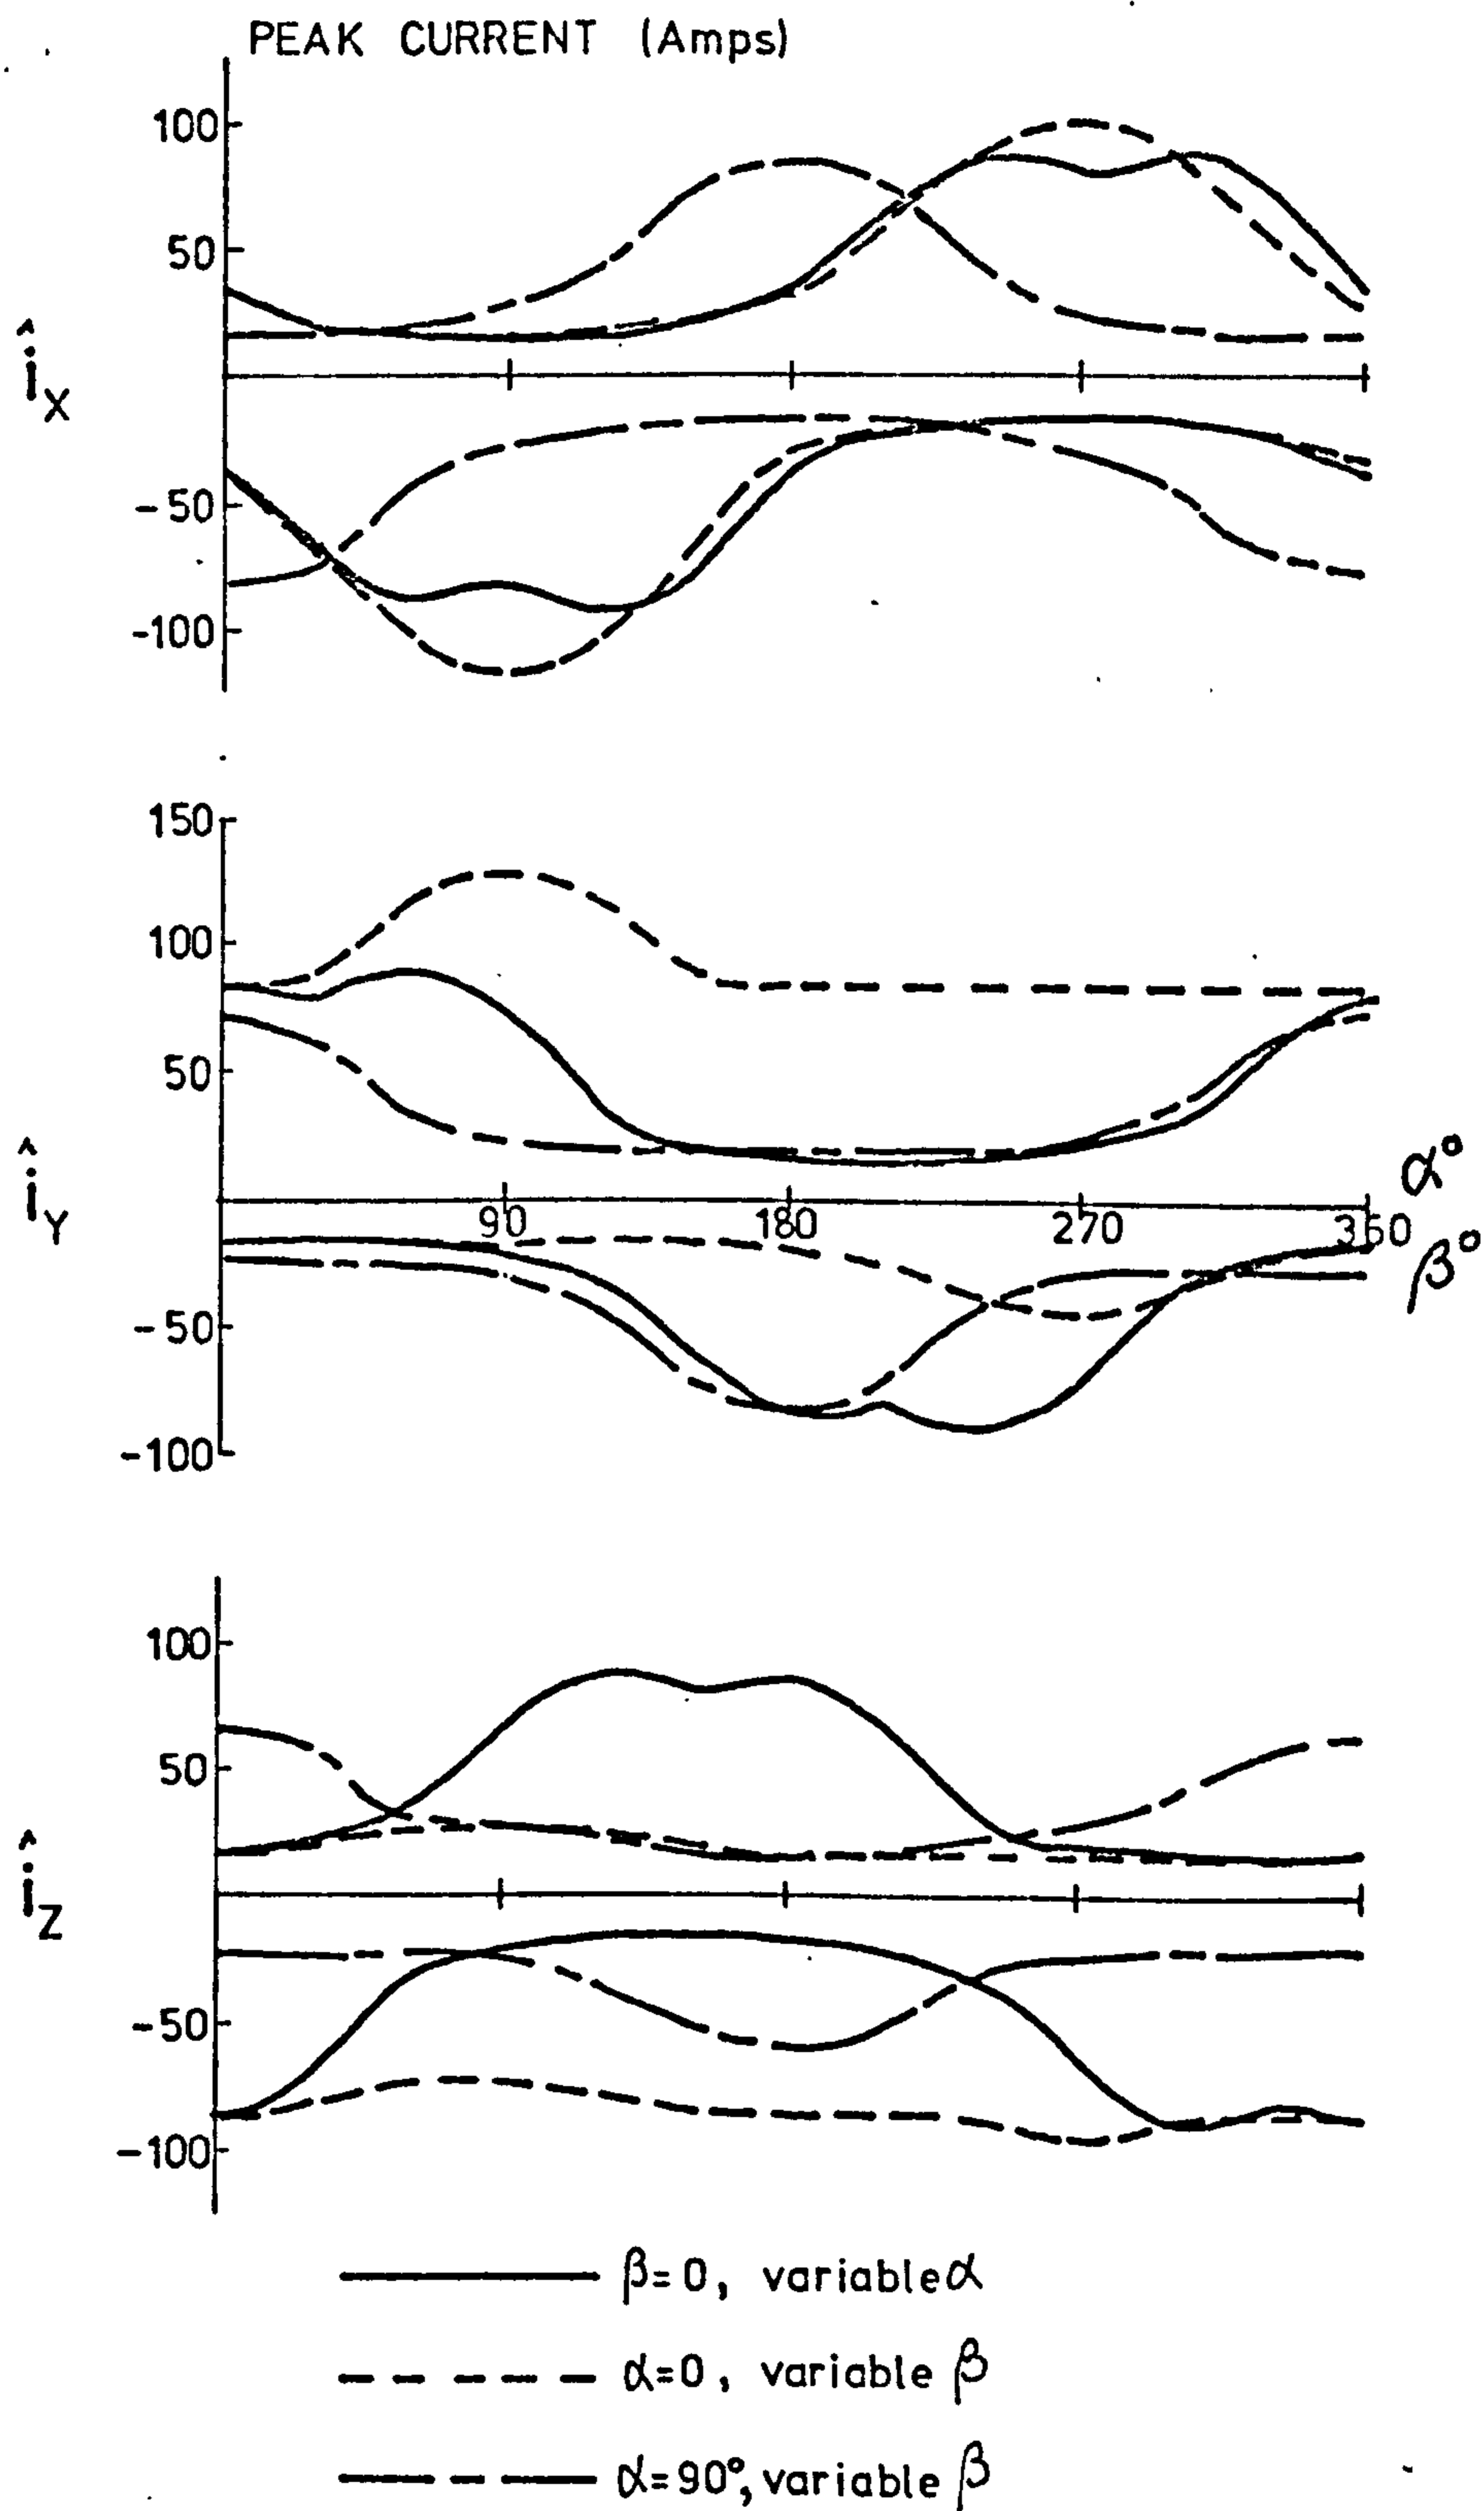 PEAK CURRENT (Amps)
100
50
î_X
-50
-100
150
100
50
î_Y
90
180
270
360
α°
β°
-50
-100
100
50
î_Z
-50
-100
β=0, variable α
α=0, variable β
α=90°, variable β